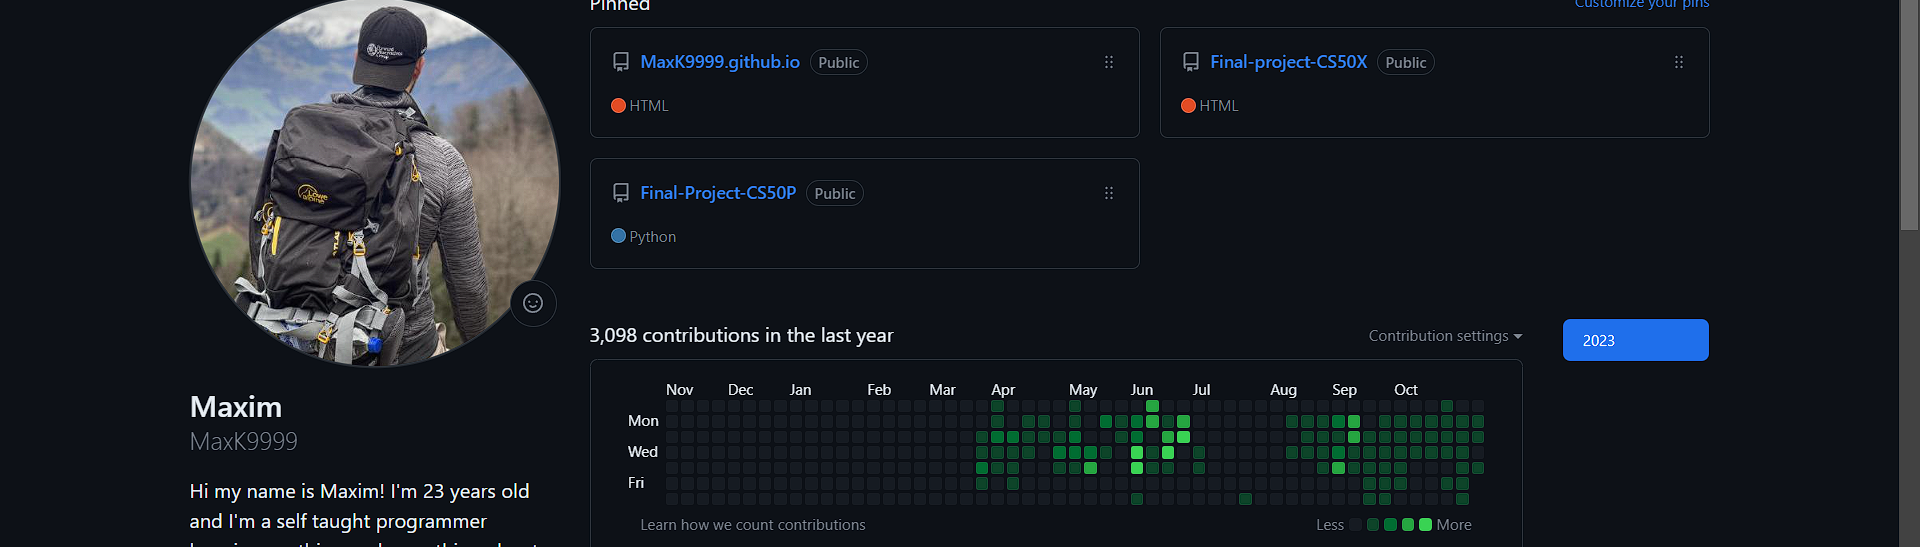 Pinned
Customize your pins
MaxK9999.github.io Public
HTML
Final-project-CS50X Public
HTML
Final-Project-CS50P Public
Python
LOWE
ALPINE
Maxim
MaxK9999
Hi my name is Maxim! I'm 23 years old
and I'm a self taught programmer
3,098 contributions in the last year
Contribution settings
2023
Nov Dec Jan Feb Mar Apr May Jun Jul Aug Sep Oct
Mon
Wed
Fri
Learn how we count contributions
Less More